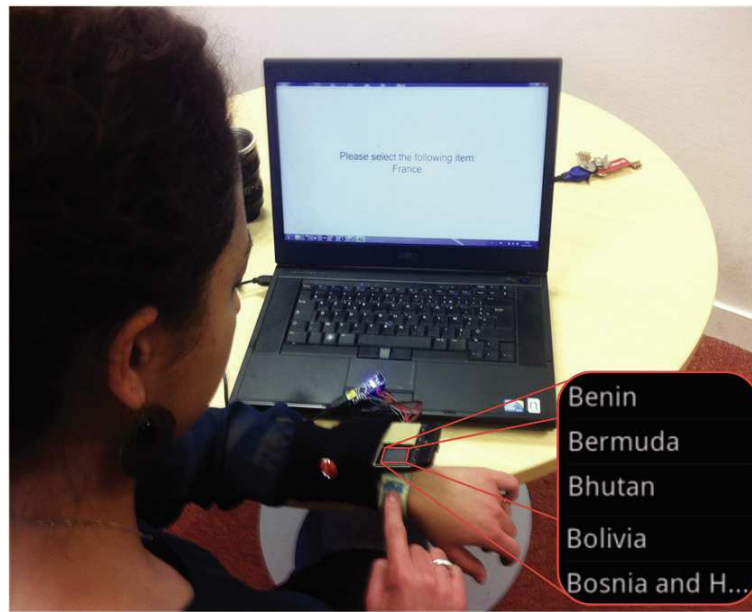 Please select the following item:
France
Benin
Bermuda
Bhutan
Bolivia
Bosnia and H...